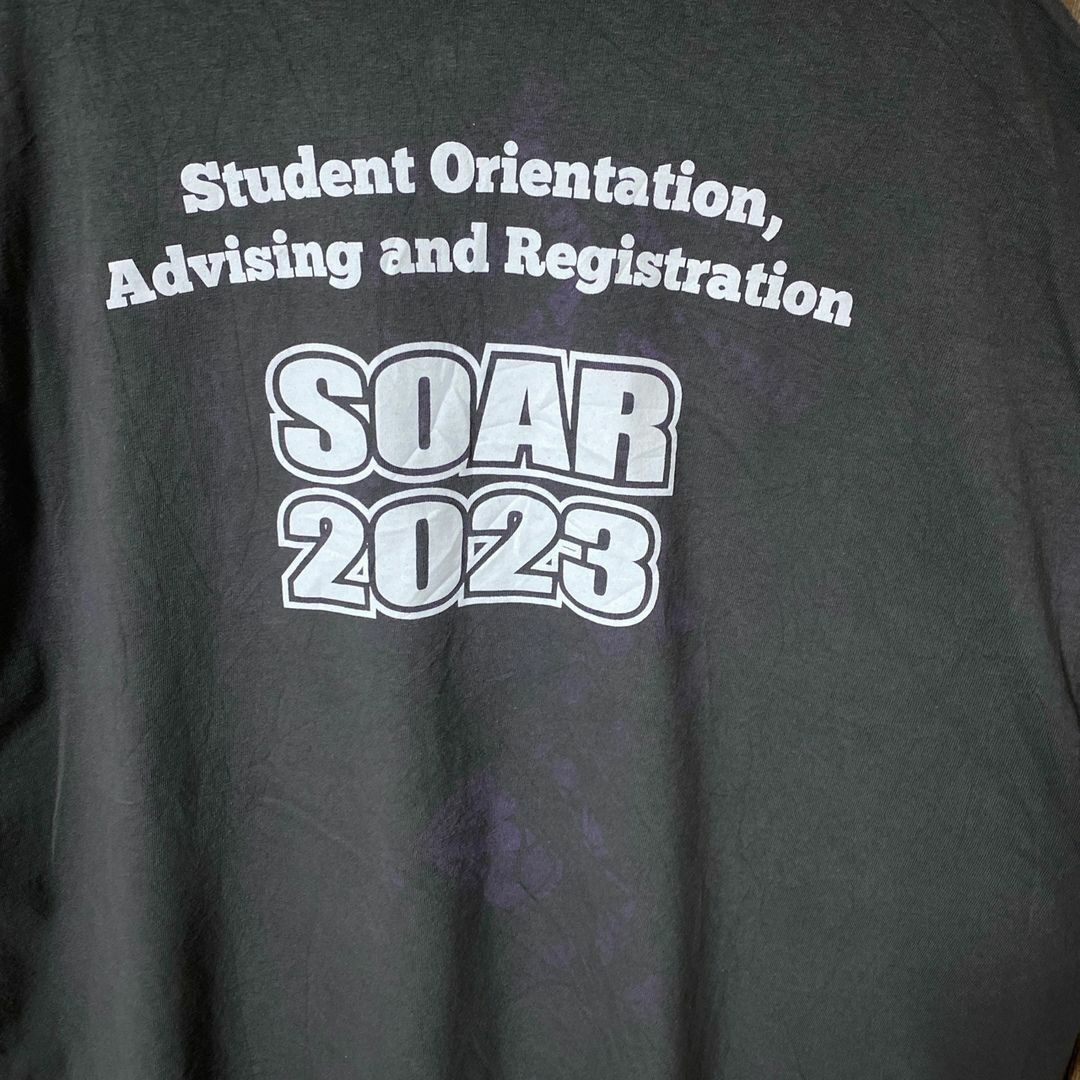 Student Orientation,
Advising and Registration
SOAR
2023